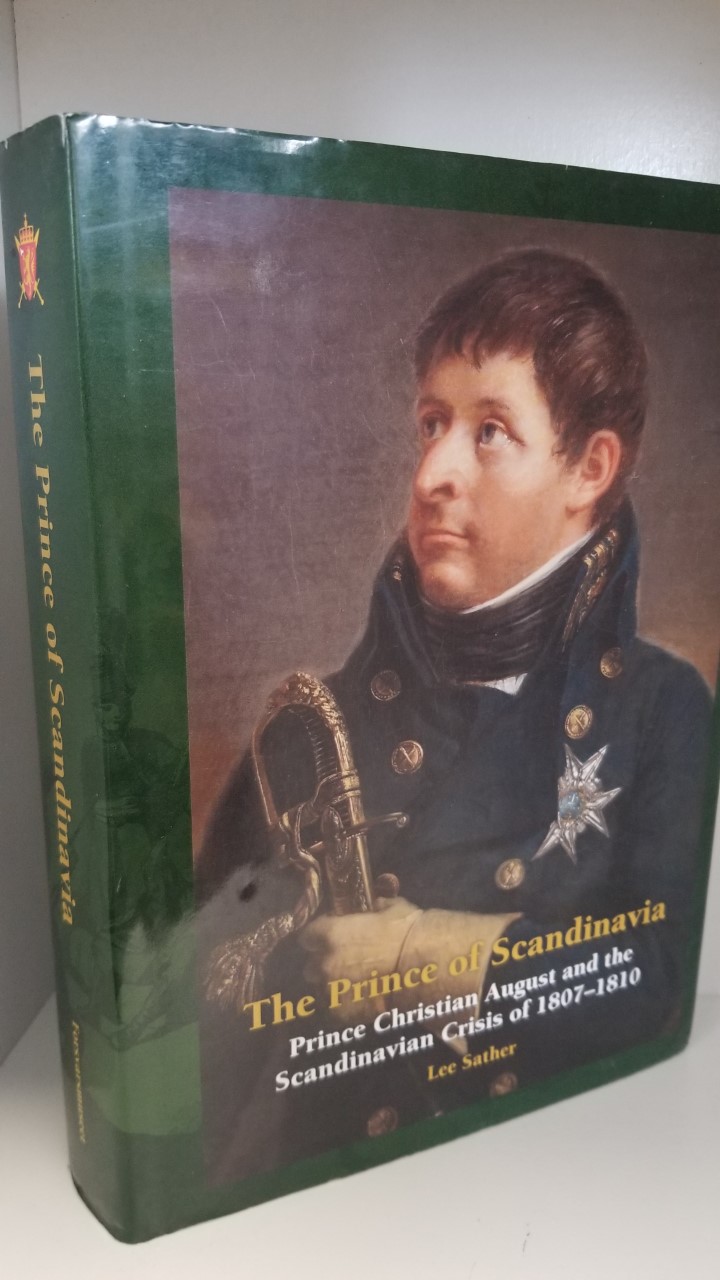 The Prince of Scandinavia
Forsvarsmuseet
The Prince of Scandinavia
Prince Christian August and the
Scandinavian Crisis of 1807–1810
Lee Sather